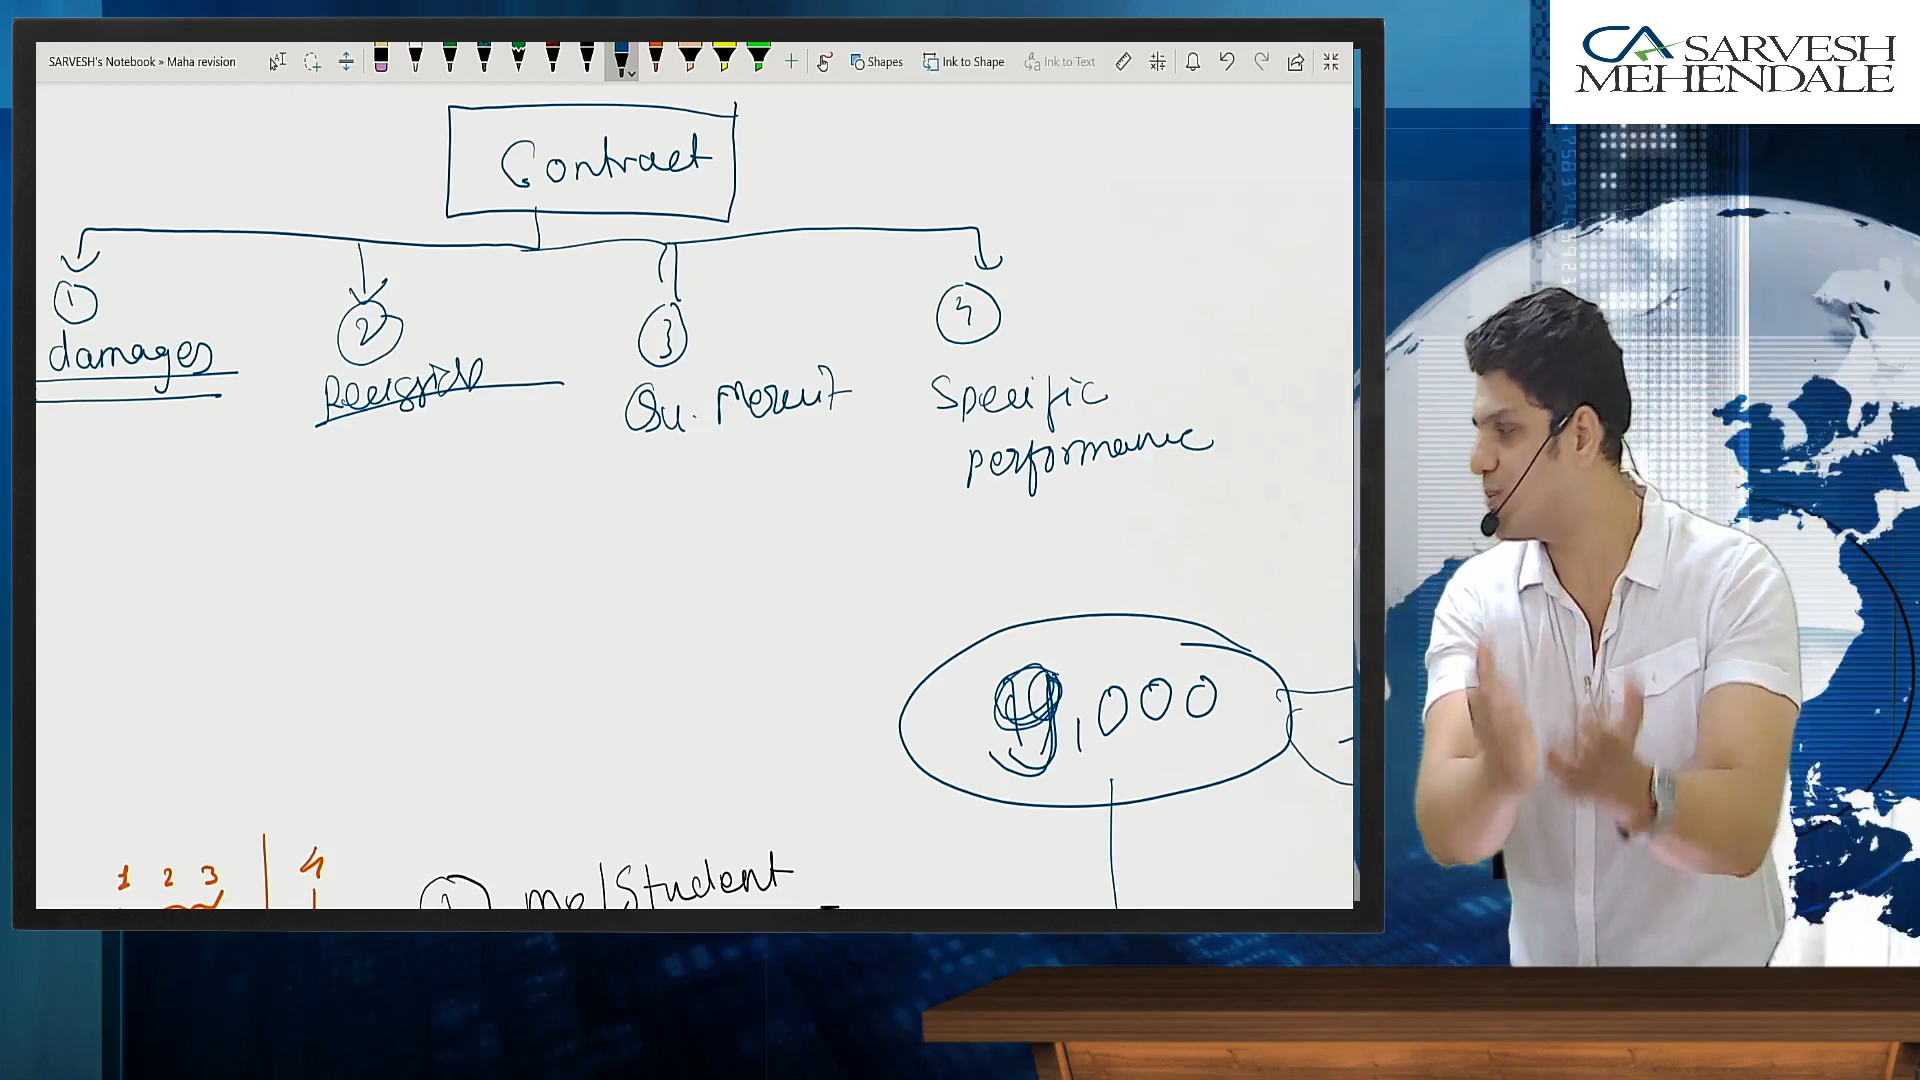 SARVESH's Notebook » Maha revision
Shapes
Ink to Shape
Ink to Text
CA SARVESH
MEHENDALE
Contract
1
2
3
4
damages
Qu. Meruit
Specific
performance
,000
1 2 3 4
Me/Student